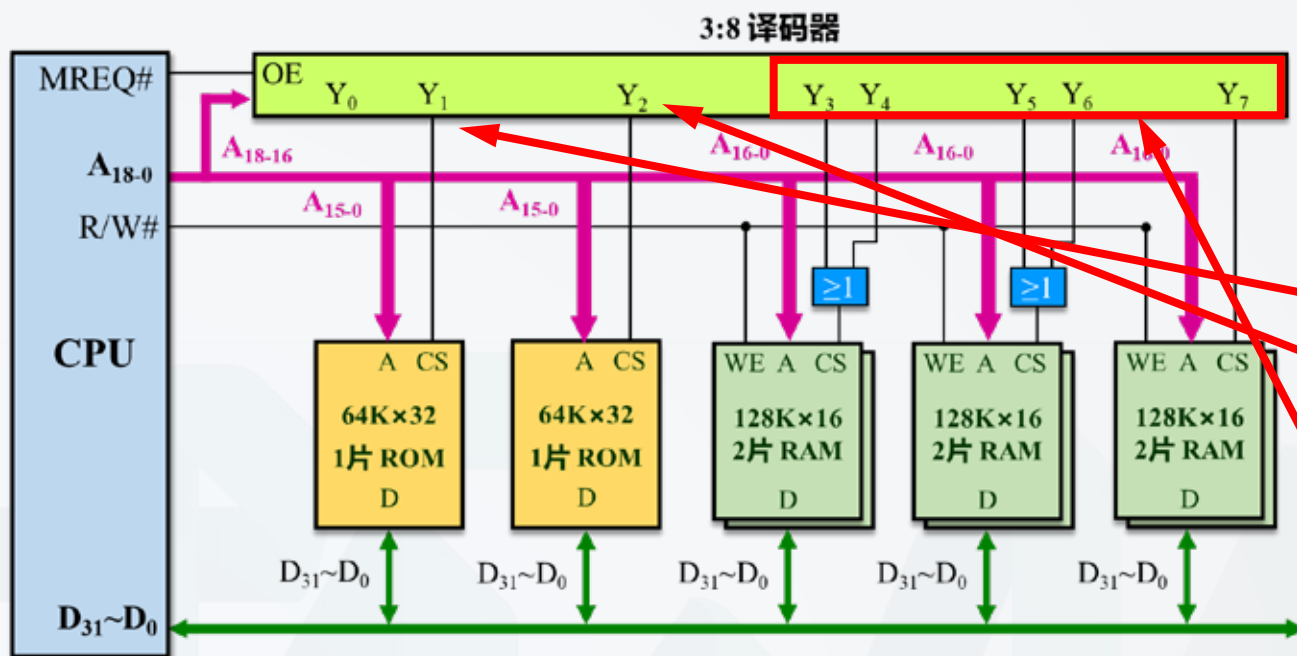 3:8 译码器
MREQ#
OE
Y0 Y1 Y2 Y3 Y4 Y5 Y6 Y7
A18-16
A18-0
A16-0 A16-0 A16-0
A15-0 A15-0
R/W#
≥1 ≥1
CPU
A CS A CS WE A CS WE A CS WE A CS
64K×32 64K×32 128K×16 128K×16 128K×16
1片 ROM 1片 ROM 2片 RAM 2片 RAM 2片 RAM
D D D D D
D31~D0 D31~D0 D31~D0 D31~D0 D31~D0
D31~D0